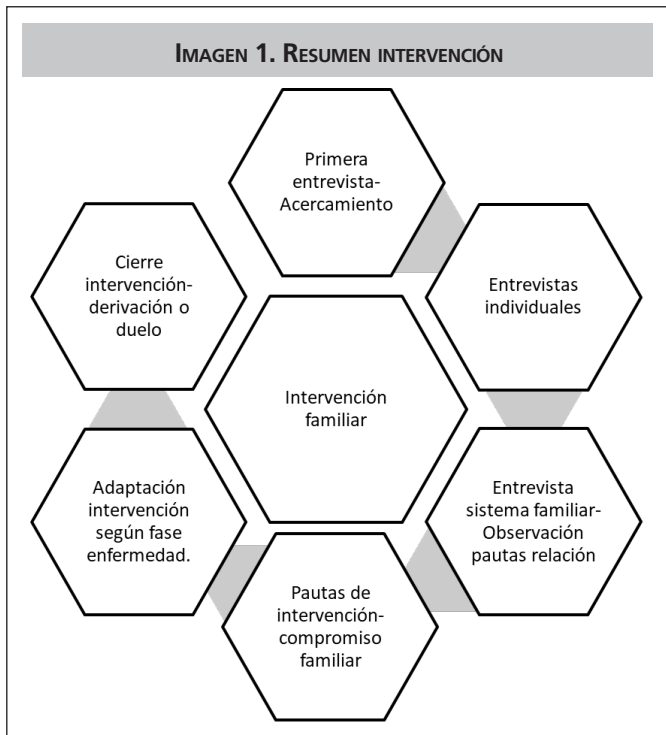 IMAGEN 1. RESUMEN INTERVENCIÓN
Primera
entrevista-
Acercamiento
Entrevistas
individuales
Entrevista
sistema familiar-
Observación
pautas relación
Pautas de
intervención-
compromiso
familiar
Adaptación
intervención
según fase
enfermedad.
Cierre
intervención-
derivación o
duelo
Intervención
familiar